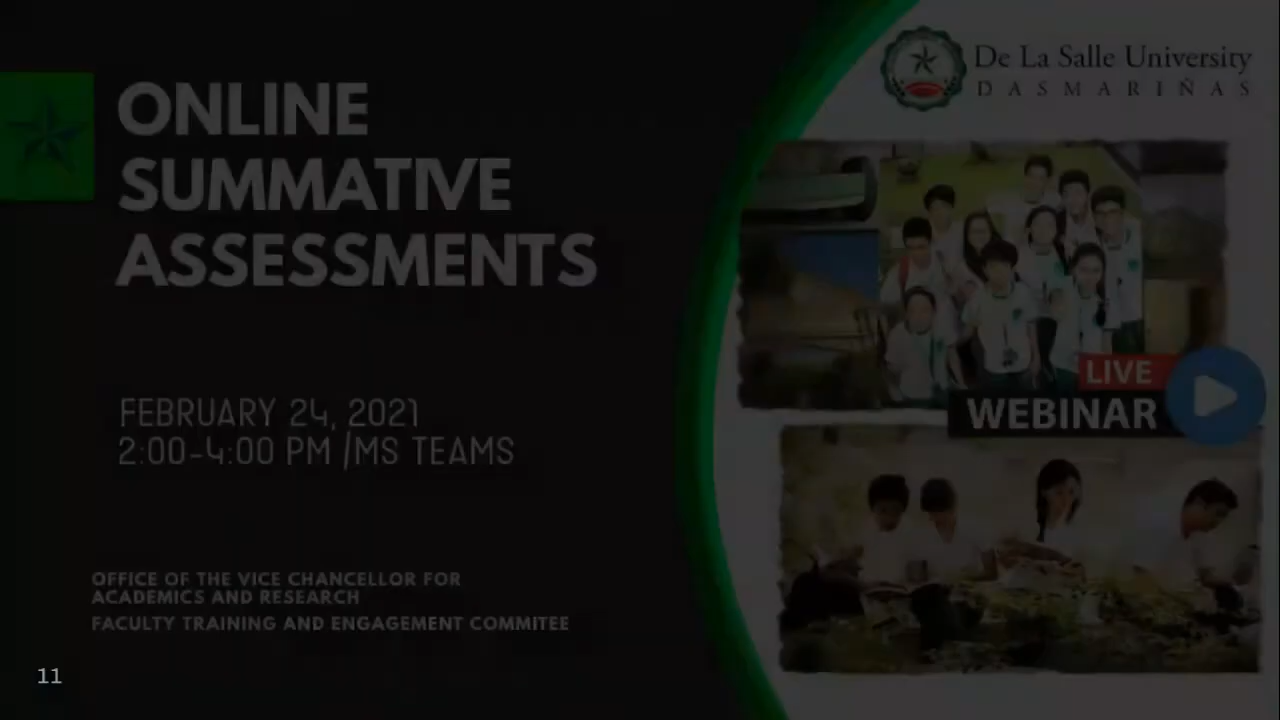 De La Salle University
DASMARIÑAS
ONLINE
SUMMATIVE
ASSESSMENTS
LIVE
WEBINAR
FEBRUARY 24, 2021
2:00-4:00 PM /MS TEAMS
OFFICE OF THE VICE CHANCELLOR FOR
ACADEMICS AND RESEARCH
FACULTY TRAINING AND ENGAGEMENT COMMITEE
11